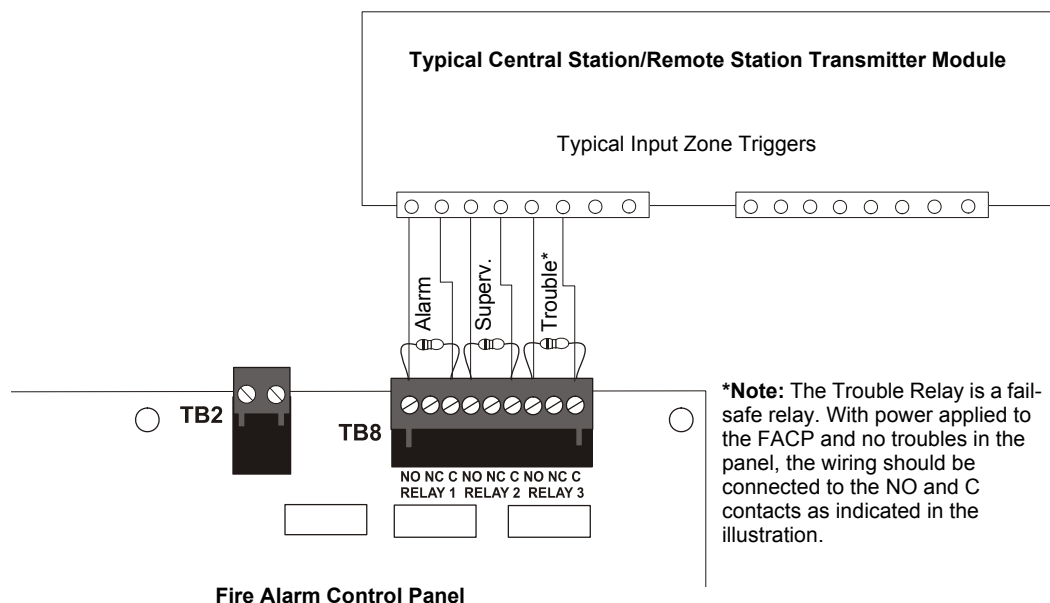 Typical Central Station/Remote Station Transmitter Module
Typical Input Zone Triggers
Alarm
Superv.
Trouble*
TB2
TB8
NO NC C NO NC C NO NC C
RELAY 1 RELAY 2 RELAY 3
*Note: The Trouble Relay is a fail-
safe relay. With power applied to
the FACP and no troubles in the
panel, the wiring should be
connected to the NO and C
contacts as indicated in the
illustration.
Fire Alarm Control Panel